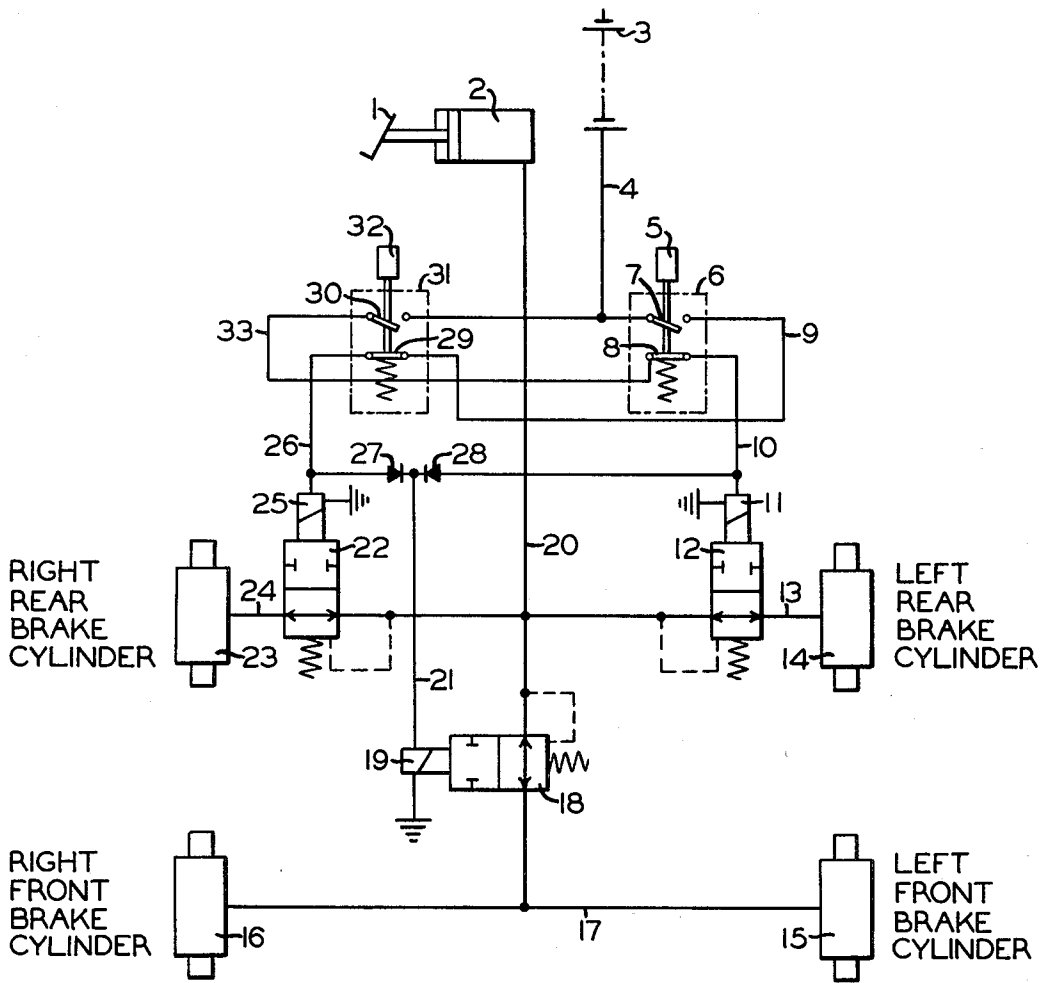 3
2
1
4
32
5
31
7
6
30
33
29
8
9
26
27
28
10
25
11
22
20
12
RIGHT
REAR
BRAKE
CYLINDER
24
13
LEFT
REAR
BRAKE
CYLINDER
23
14
21
19
18
RIGHT
FRONT
BRAKE
CYLINDER
LEFT
FRONT
BRAKE
CYLINDER
16
17
15